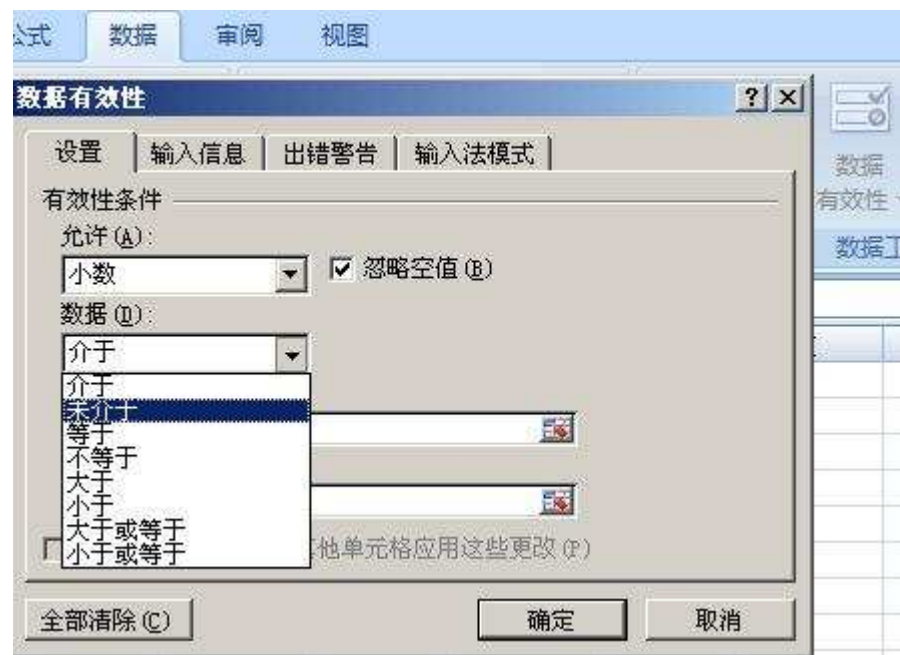 公式 数据 审阅 视图
数据有效性
设置 输入信息 出错警告 输入法模式
数据
有效性
有效性条件
允许(A):
小数 忽略空值(B)
数据(D):
介于
介于
未介于
等于
不等于
大于
小于
大于或等于
小于或等于
他单元格应用这些更改(P)
全部清除(C) 确定 取消